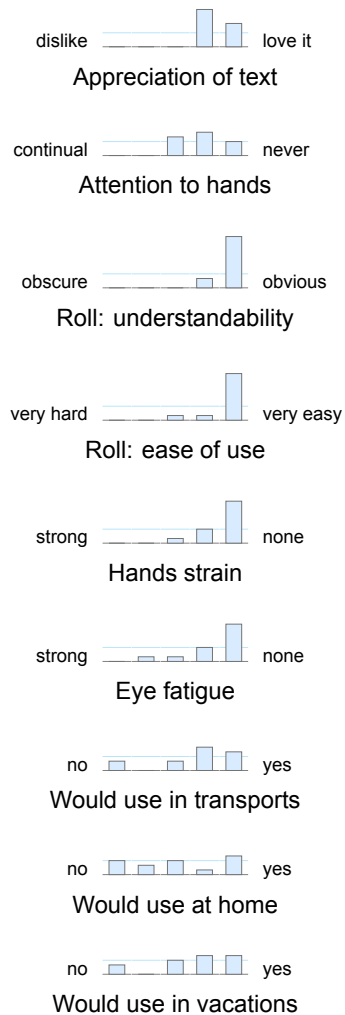 dislike love it
Appreciation of text
continual never
Attention to hands
obscure obvious
Roll: understandability
very hard very easy
Roll: ease of use
strong none
Hands strain
strong none
Eye fatigue
no yes
Would use in transports
no yes
Would use at home
no yes
Would use in vacations